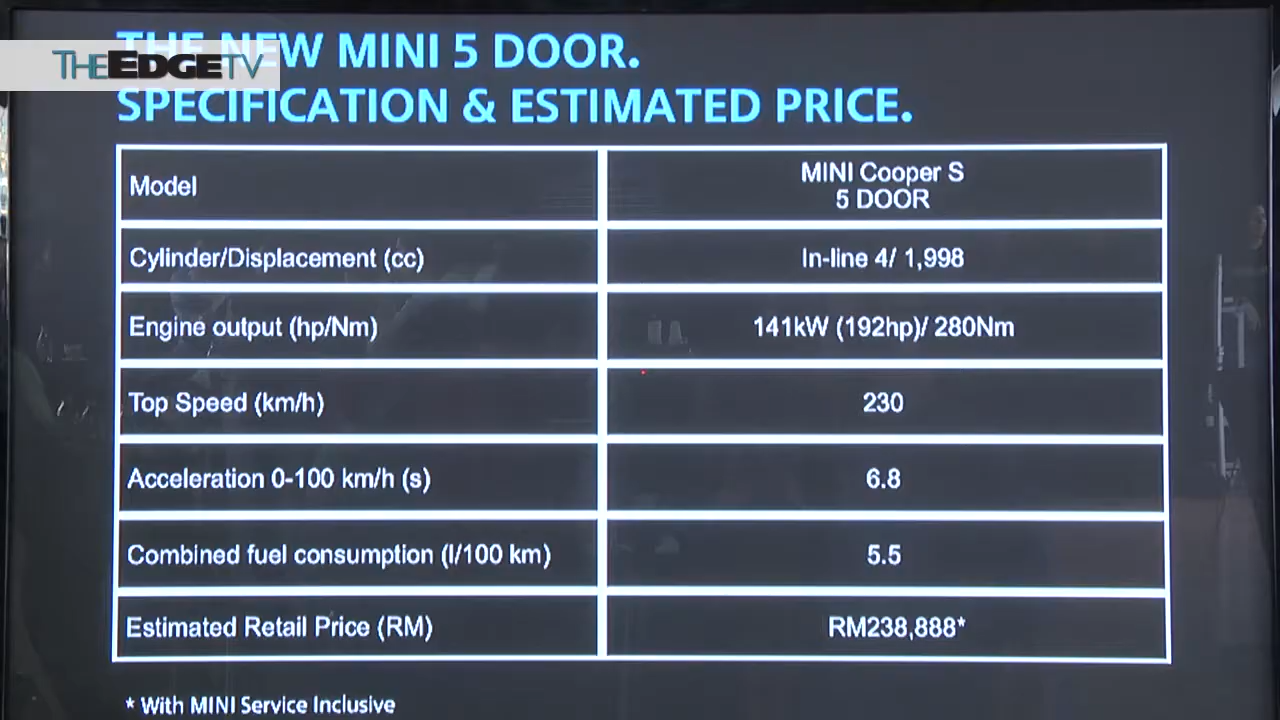 THE NEW MINI 5 DOOR.
THEEDGETV
SPECIFICATION & ESTIMATED PRICE.
Model
MINI Cooper S
5 DOOR
Cylinder/Displacement (cc)
In-line 4/ 1,998
Engine output (hp/Nm)
141kW (192hp)/ 280Nm
Top Speed (km/h)
230
Acceleration 0-100 km/h (s)
6.8
Combined fuel consumption (l/100 km)
5.5
Estimated Retail Price (RM)
RM238,888*
* With MINI Service Inclusive